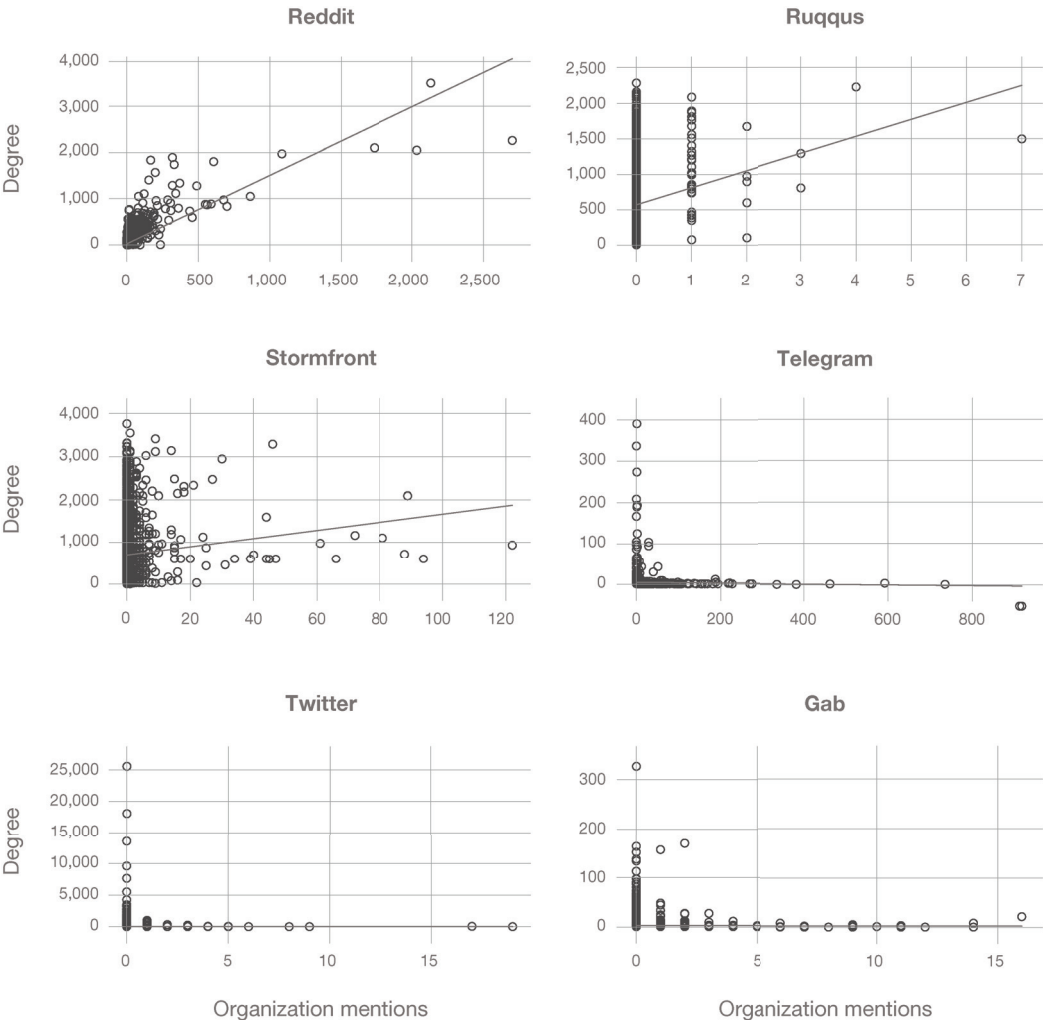 Reddit
Ruqqus
Degree
4,000
3,000
2,000
1,000
0
0 500 1,000 1,500 2,000 2,500
2,500
2,000
1,500
1,000
500
0
0 1 2 3 4 5 6 7
Stormfront
Telegram
Degree
4,000
3,000
2,000
1,000
0
0 20 40 60 80 100 120
400
300
200
100
0
0 200 400 600 800
Twitter
Gab
Degree
25,000
20,000
15,000
10,000
5,000
0
0 5 10 15
Organization mentions
300
200
100
0
0 5 10 15
Organization mentions